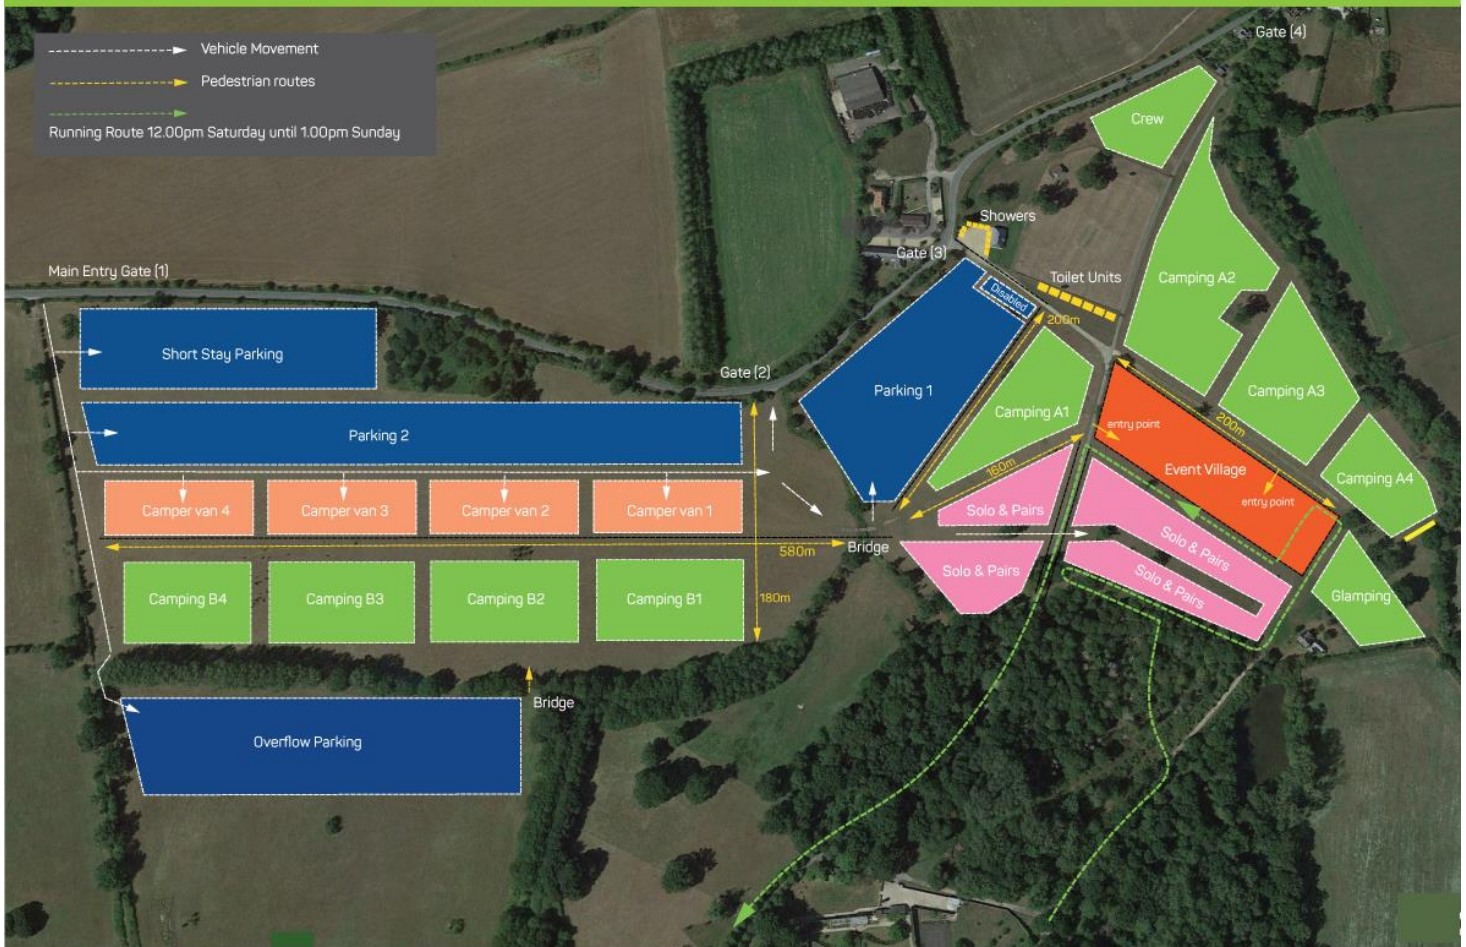 Vehicle Movement
Pedestrian routes
Running Route 12.00pm Saturday until 1.00pm Sunday
Gate (4)
Crew
Showers
Gate (3)
Main Entry Gate (1)
Toilet Units
Camping A2
Disabled
200m
Short Stay Parking
Gate (2)
Parking 1
Camping A3
Camping A1
200m
entry point
Parking 2
160m
Event Village
Camping A4
entry point
Camper van 4
Camper van 3
Camper van 2
Camper van 1
Solo & Pairs
Solo & Pairs
580m
Bridge
Solo & Pairs
Solo & Pairs
Camping B4
Camping B3
Camping B2
Camping B1
180m
Glamping
Bridge
Overflow Parking